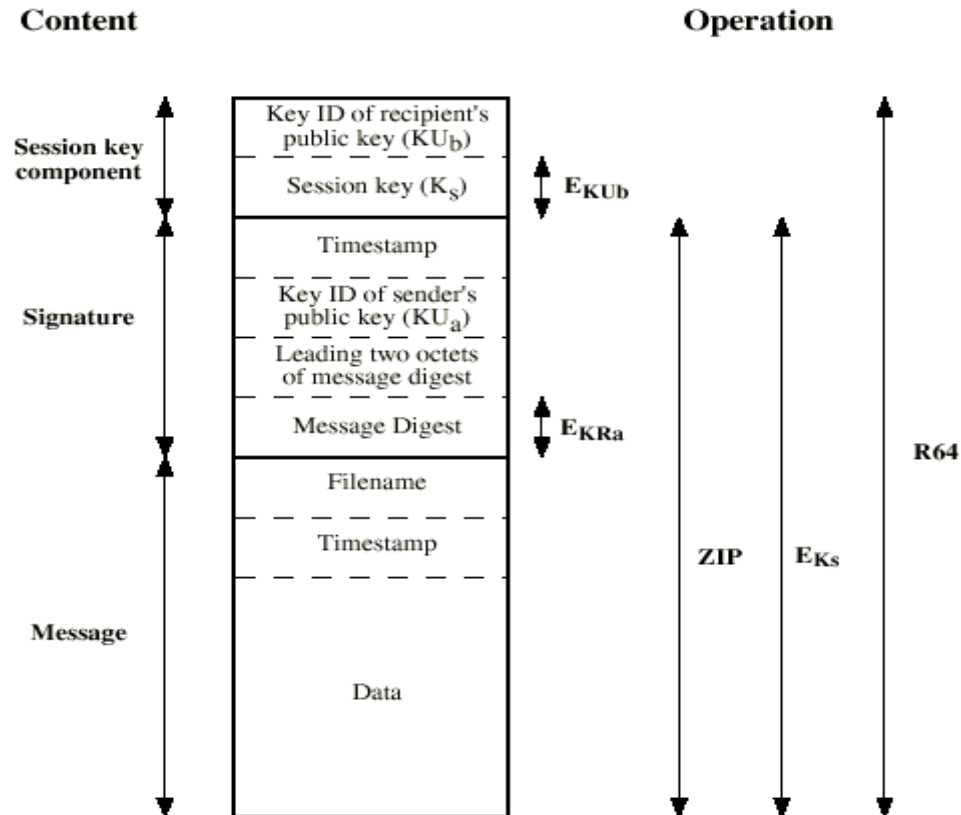 Content
Operation
Key ID of recipient's
public key (KUb)
Session key
component
Session key (Ks)
EKUb
Timestamp
Key ID of sender's
public key (KUa)
Signature
Leading two octets
of message digest
Message Digest
EKRa
R64
Filename
Timestamp
ZIP
EKs
Message
Data